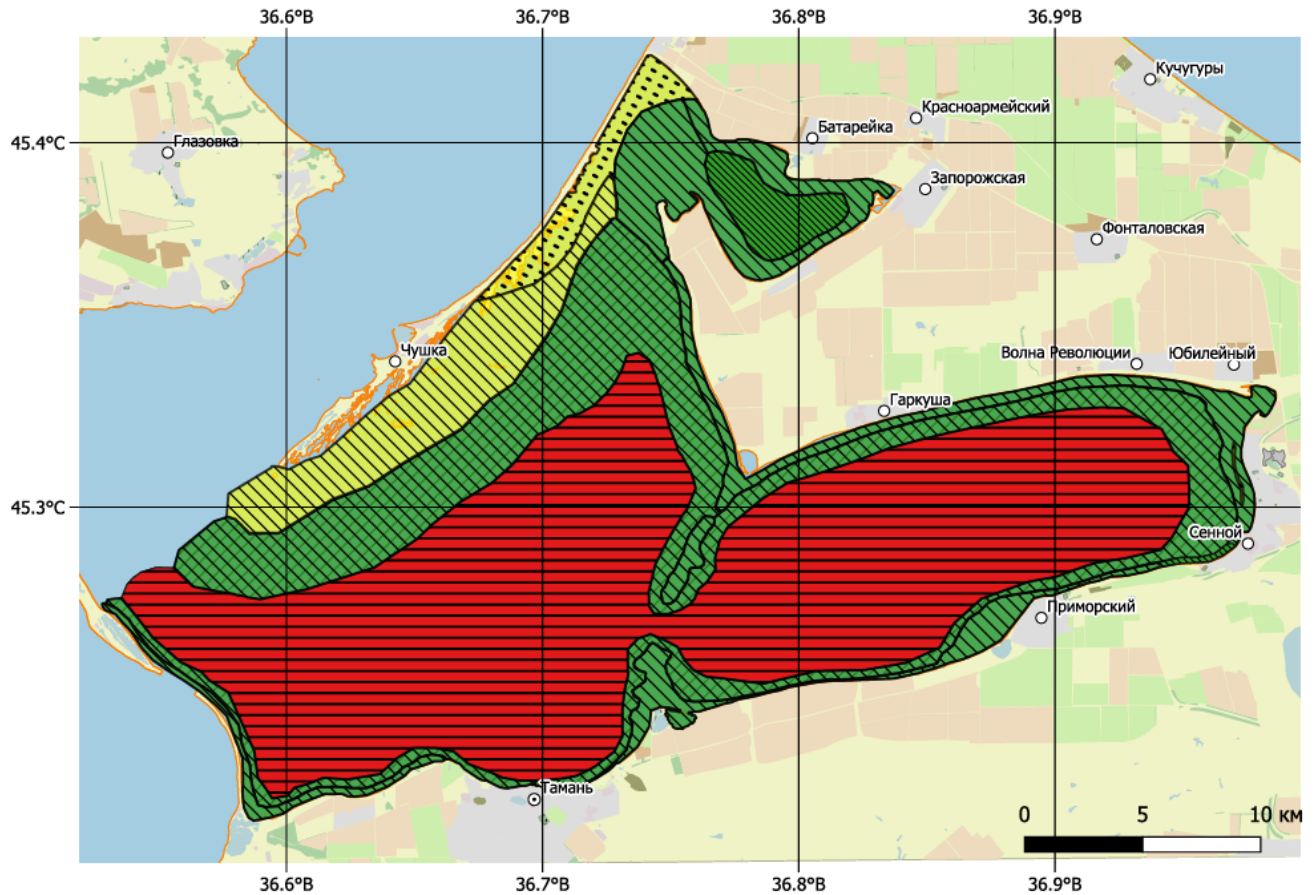 36.6°В 36.7°В 36.8°В 36.9°В
Кучугуры
Красноармейский
Батарейка
45.4°С
Глазовка
Запорожская
Фонталовская
Чушка
Волна Революции
Юбилейный
Гаркуша
45.3°С
Сенной
Приморский
Тамань
0 5 10 км
36.6°В 36.7°В 36.8°В 36.9°В